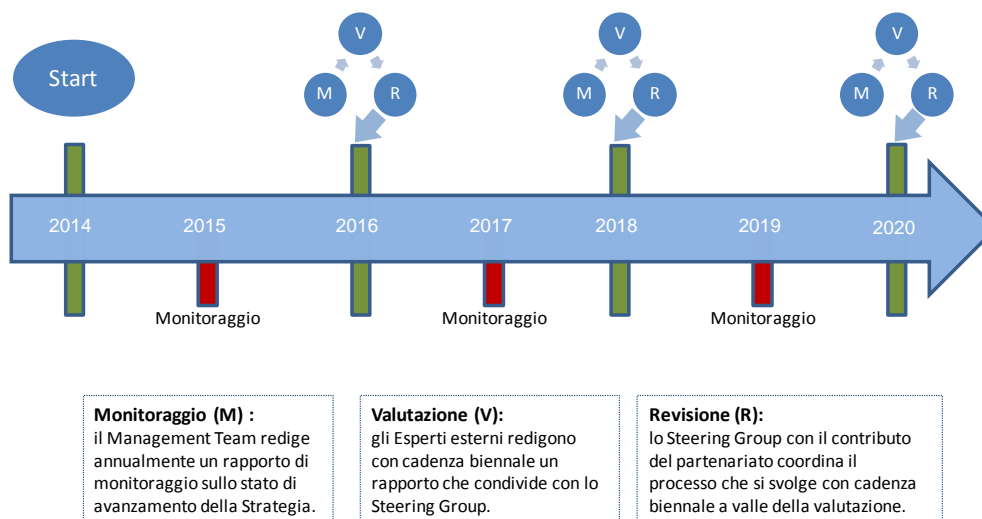 V
V
V
Start
M
R
M
R
M
R
2014
2015
2016
2017
2018
2019
2020
Monitoraggio
Monitoraggio
Monitoraggio
Monitoraggio (M) :
il Management Team redige
annualmente un rapporto di
monitoraggio sullo stato di
avanzamento della Strategia.
Valutazione (V):
gli Esperti esterni redigono
con cadenza biennale un
rapporto che condivide con lo
Steering Group.
Revisione (R):
lo Steering Group con il contributo
del partenariato coordina il
processo che si svolge con cadenza
biennale a valle della valutazione.